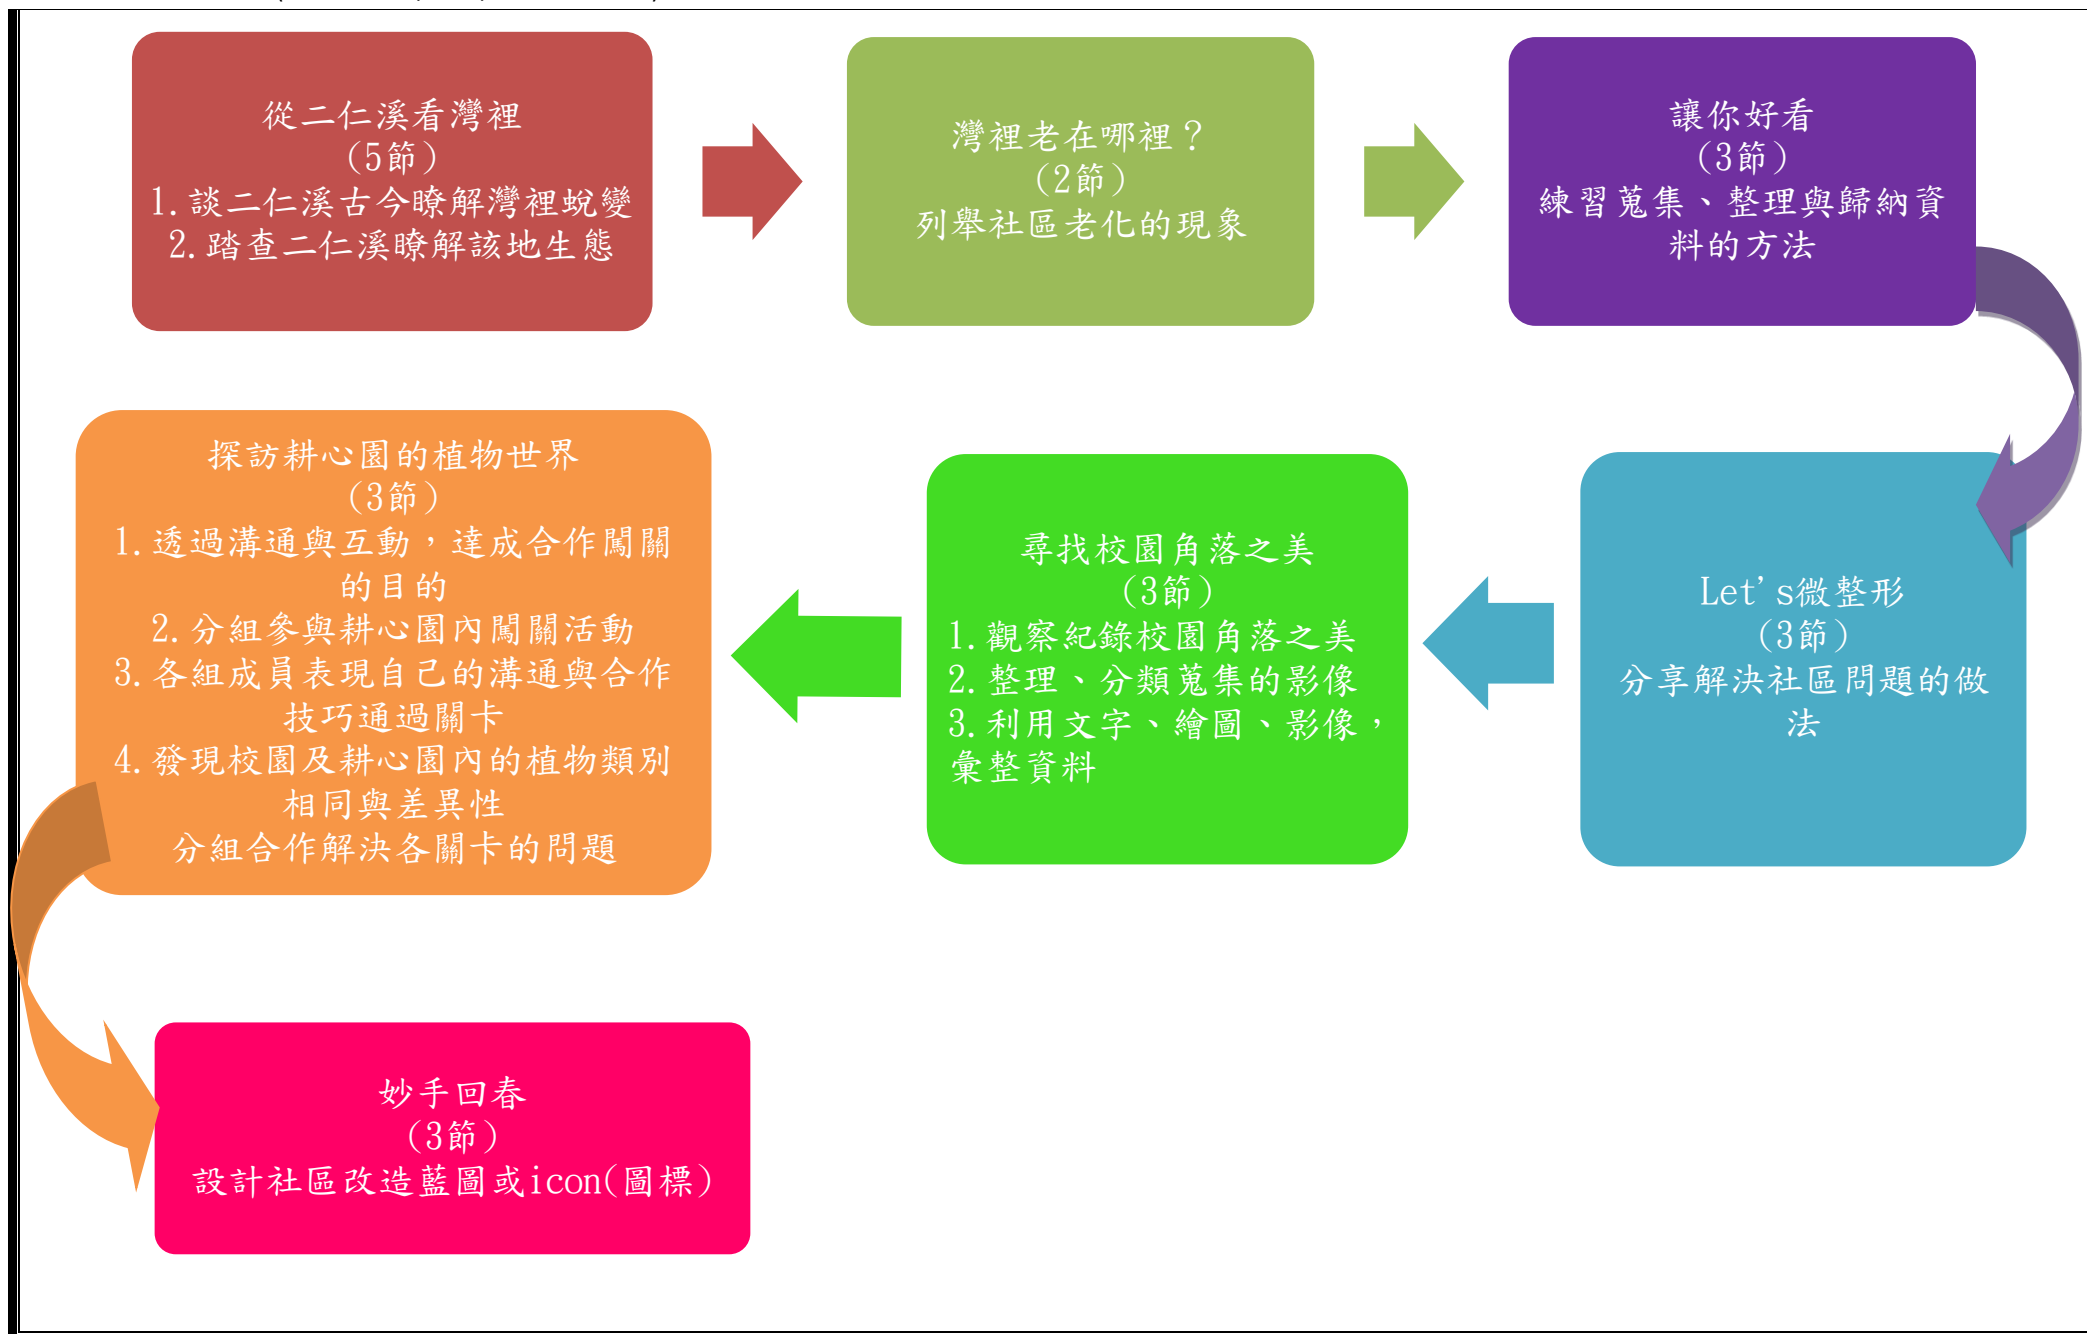 從二仁溪看灣裡
(5節)
1.談二仁溪古今瞭解灣裡蛻變
2.踏查二仁溪瞭解該地生態
灣裡老在哪裡？
(2節)
列舉社區老化的現象
讓你好看
(3節)
練習蒐集、整理與歸納資
料的方法
Let's微整形
(3節)
分享解決社區問題的做
法
尋找校園角落之美
(3節)
1.觀察紀錄校園角落之美
2.整理、分類蒐集的影像
3.利用文字、繪圖、影像，
彙整資料
探訪耕心園的植物世界
(3節)
1.透過溝通與互動，達成合作闖關
的目的
2.分組參與耕心園內闖關活動
3.各組成員表現自己的溝通與合作
技巧通過關卡
4.發現校園及耕心園內的植物類別
相同與差異性
分組合作解決各關卡的問題
妙手回春
(3節)
設計社區改造藍圖或icon(圖標)